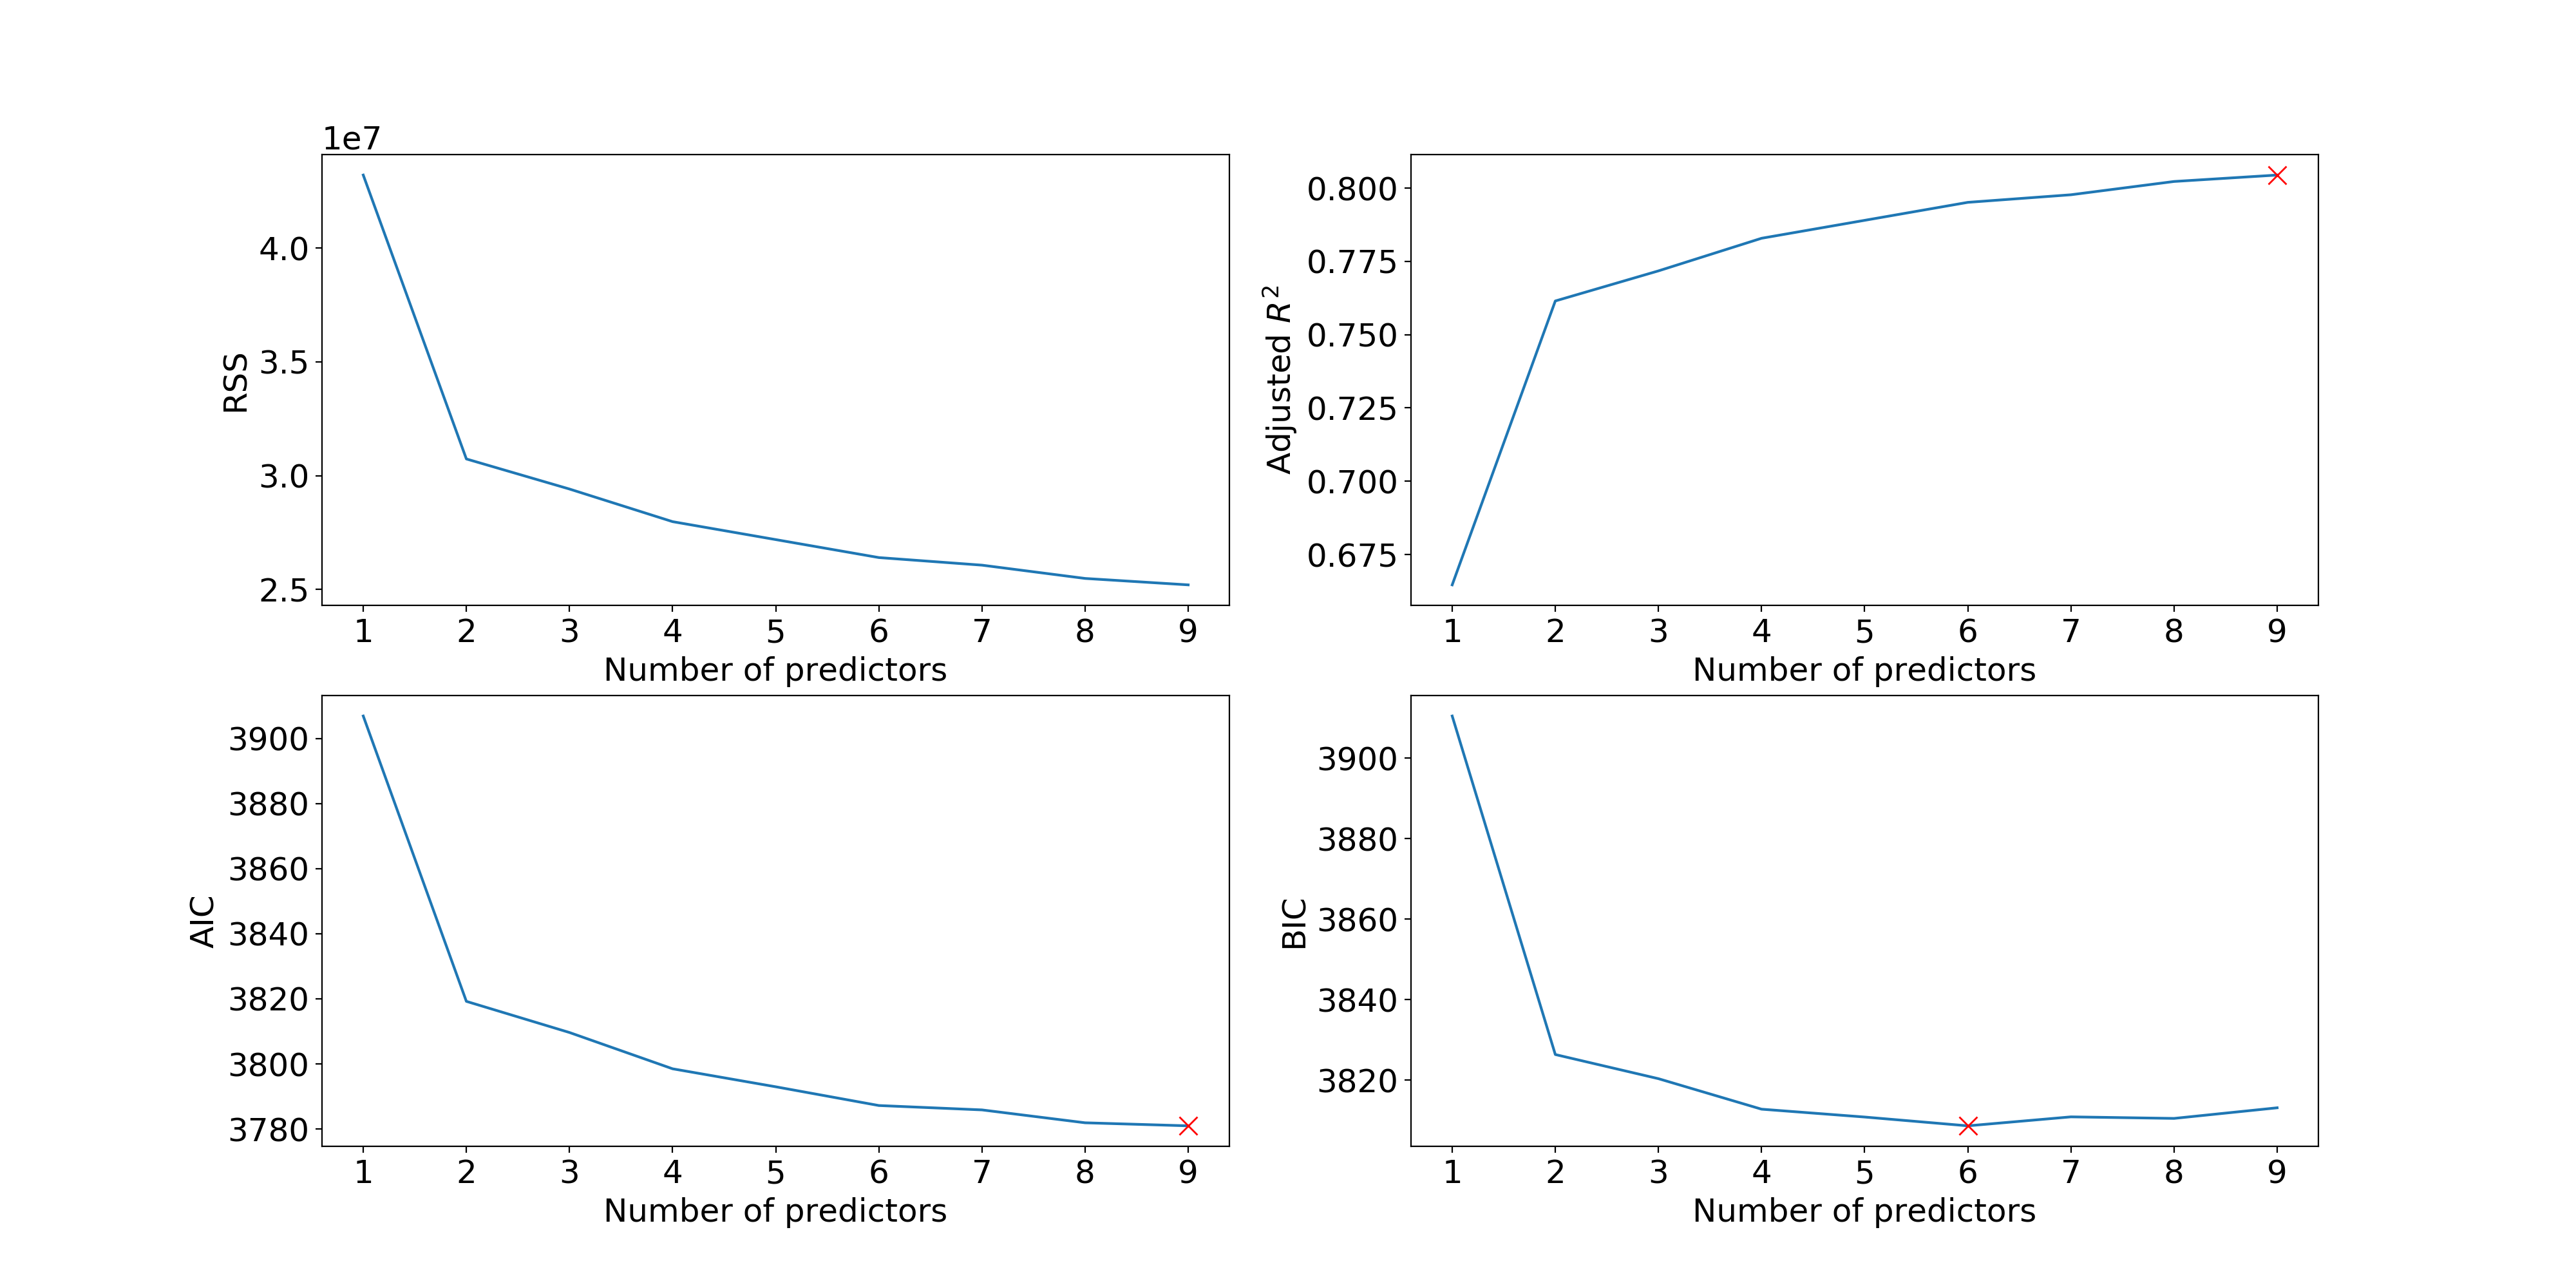 1e7
4.0
3.5
3.0
2.5
RSS
1 2 3 4 5 6 7 8 9
Number of predictors
0.800
0.775
0.750
0.725
0.700
0.675
Adjusted R²
1 2 3 4 5 6 7 8 9
Number of predictors
3900
3880
3860
3840
3820
3800
3780
AIC
1 2 3 4 5 6 7 8 9
Number of predictors
3900
3880
3860
3840
3820
BIC
1 2 3 4 5 6 7 8 9
Number of predictors